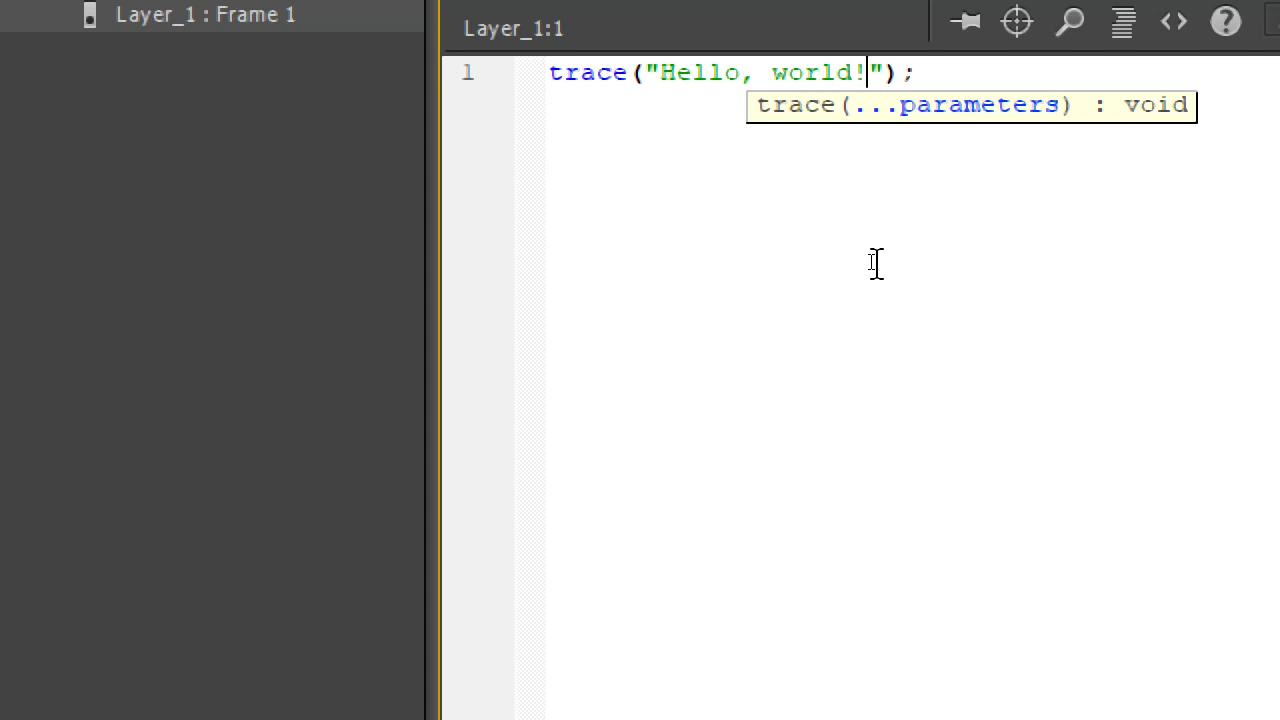 Layer_1 : Frame 1
Layer_1:1
1 trace("Hello, world!");
trace(...parameters) : void